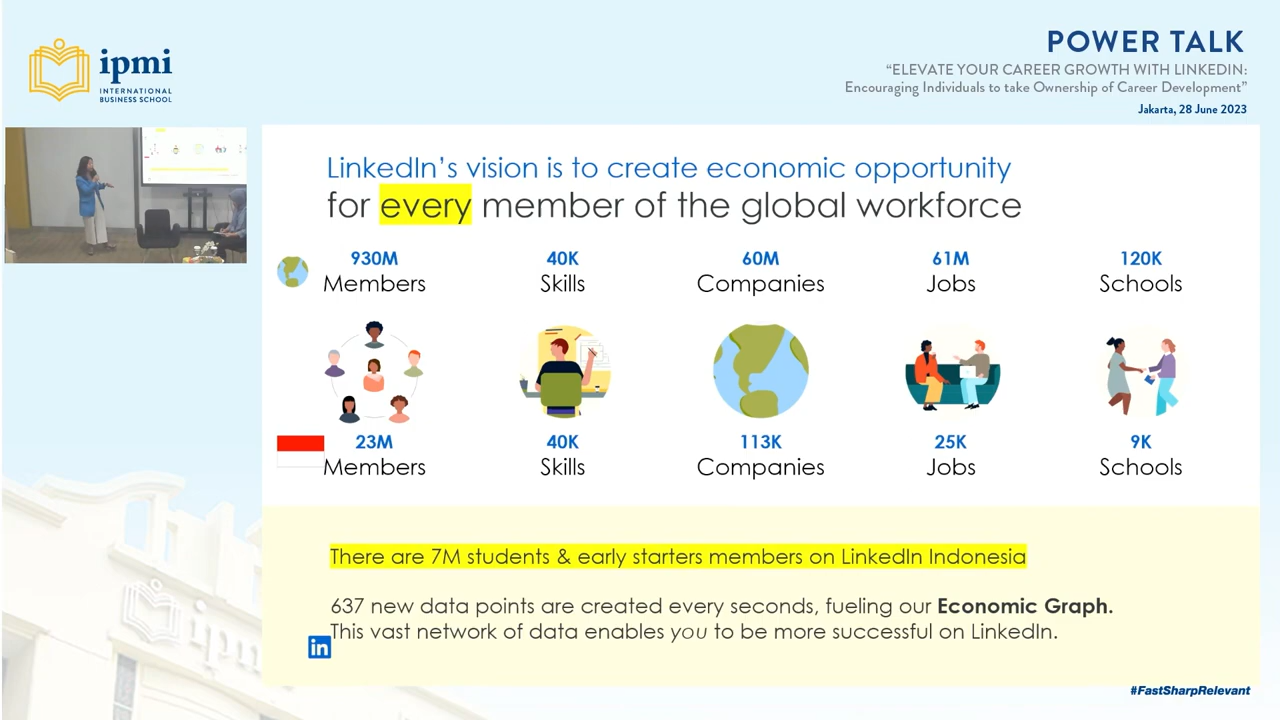 ipmi
INTERNATIONAL
BUSINESS SCHOOL
POWER TALK
“ELEVATE YOUR CAREER GROWTH WITH LINKEDIN:
Encouraging Individuals to take Ownership of Career Development”
Jakarta, 28 June 2023
LinkedIn’s vision is to create economic opportunity
for every member of the global workforce
930M 40K 60M 61M 120K
Members Skills Companies Jobs Schools
23M 40K 113K 25K 9K
Members Skills Companies Jobs Schools
There are 7M students & early starters members on LinkedIn Indonesia
637 new data points are created every seconds, fueling our Economic Graph.
This vast network of data enables you to be more successful on LinkedIn.
in
#FastSharpRelevant